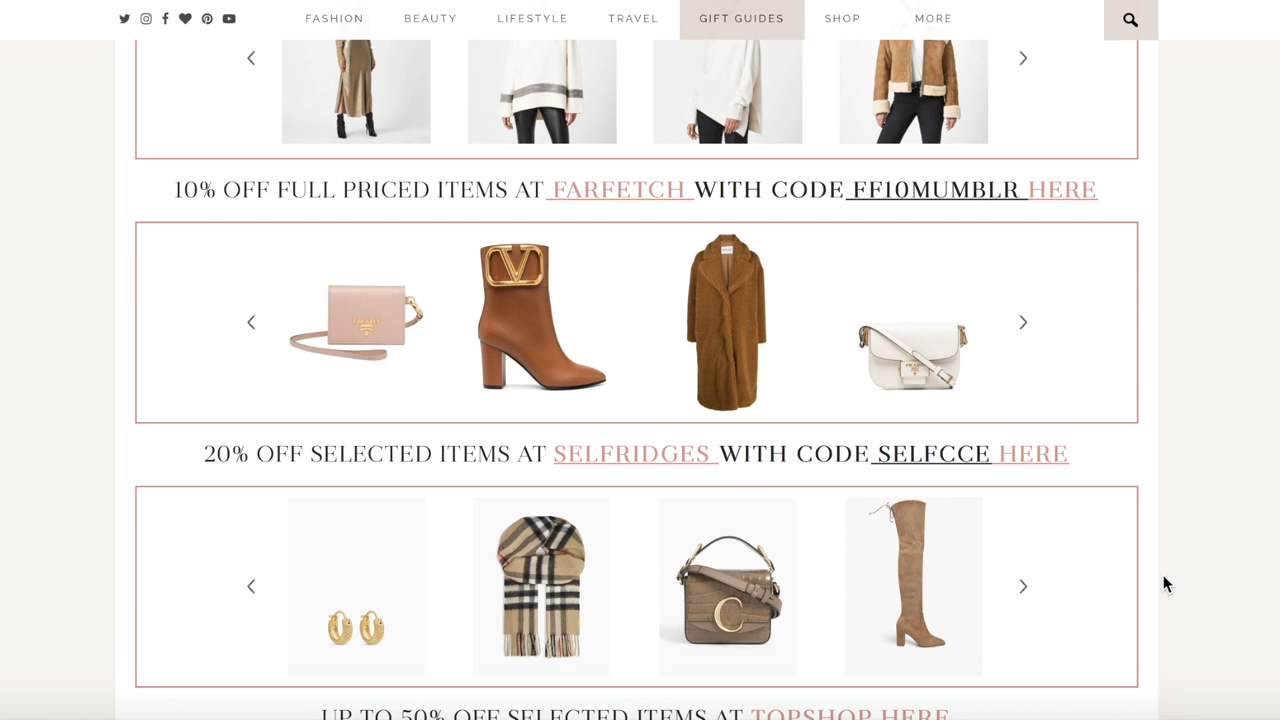 FASHION BEAUTY LIFESTYLE TRAVEL GIFT GUIDES SHOP MORE
10% OFF FULL PRICED ITEMS AT FARFETCH WITH CODE FF10MUMBLR HERE
PRADA
20% OFF SELECTED ITEMS AT SELFRIDGES WITH CODE SELFCCE HERE
UP TO 50% OFF SELECTED ITEMS AT TOPSHOP HERE